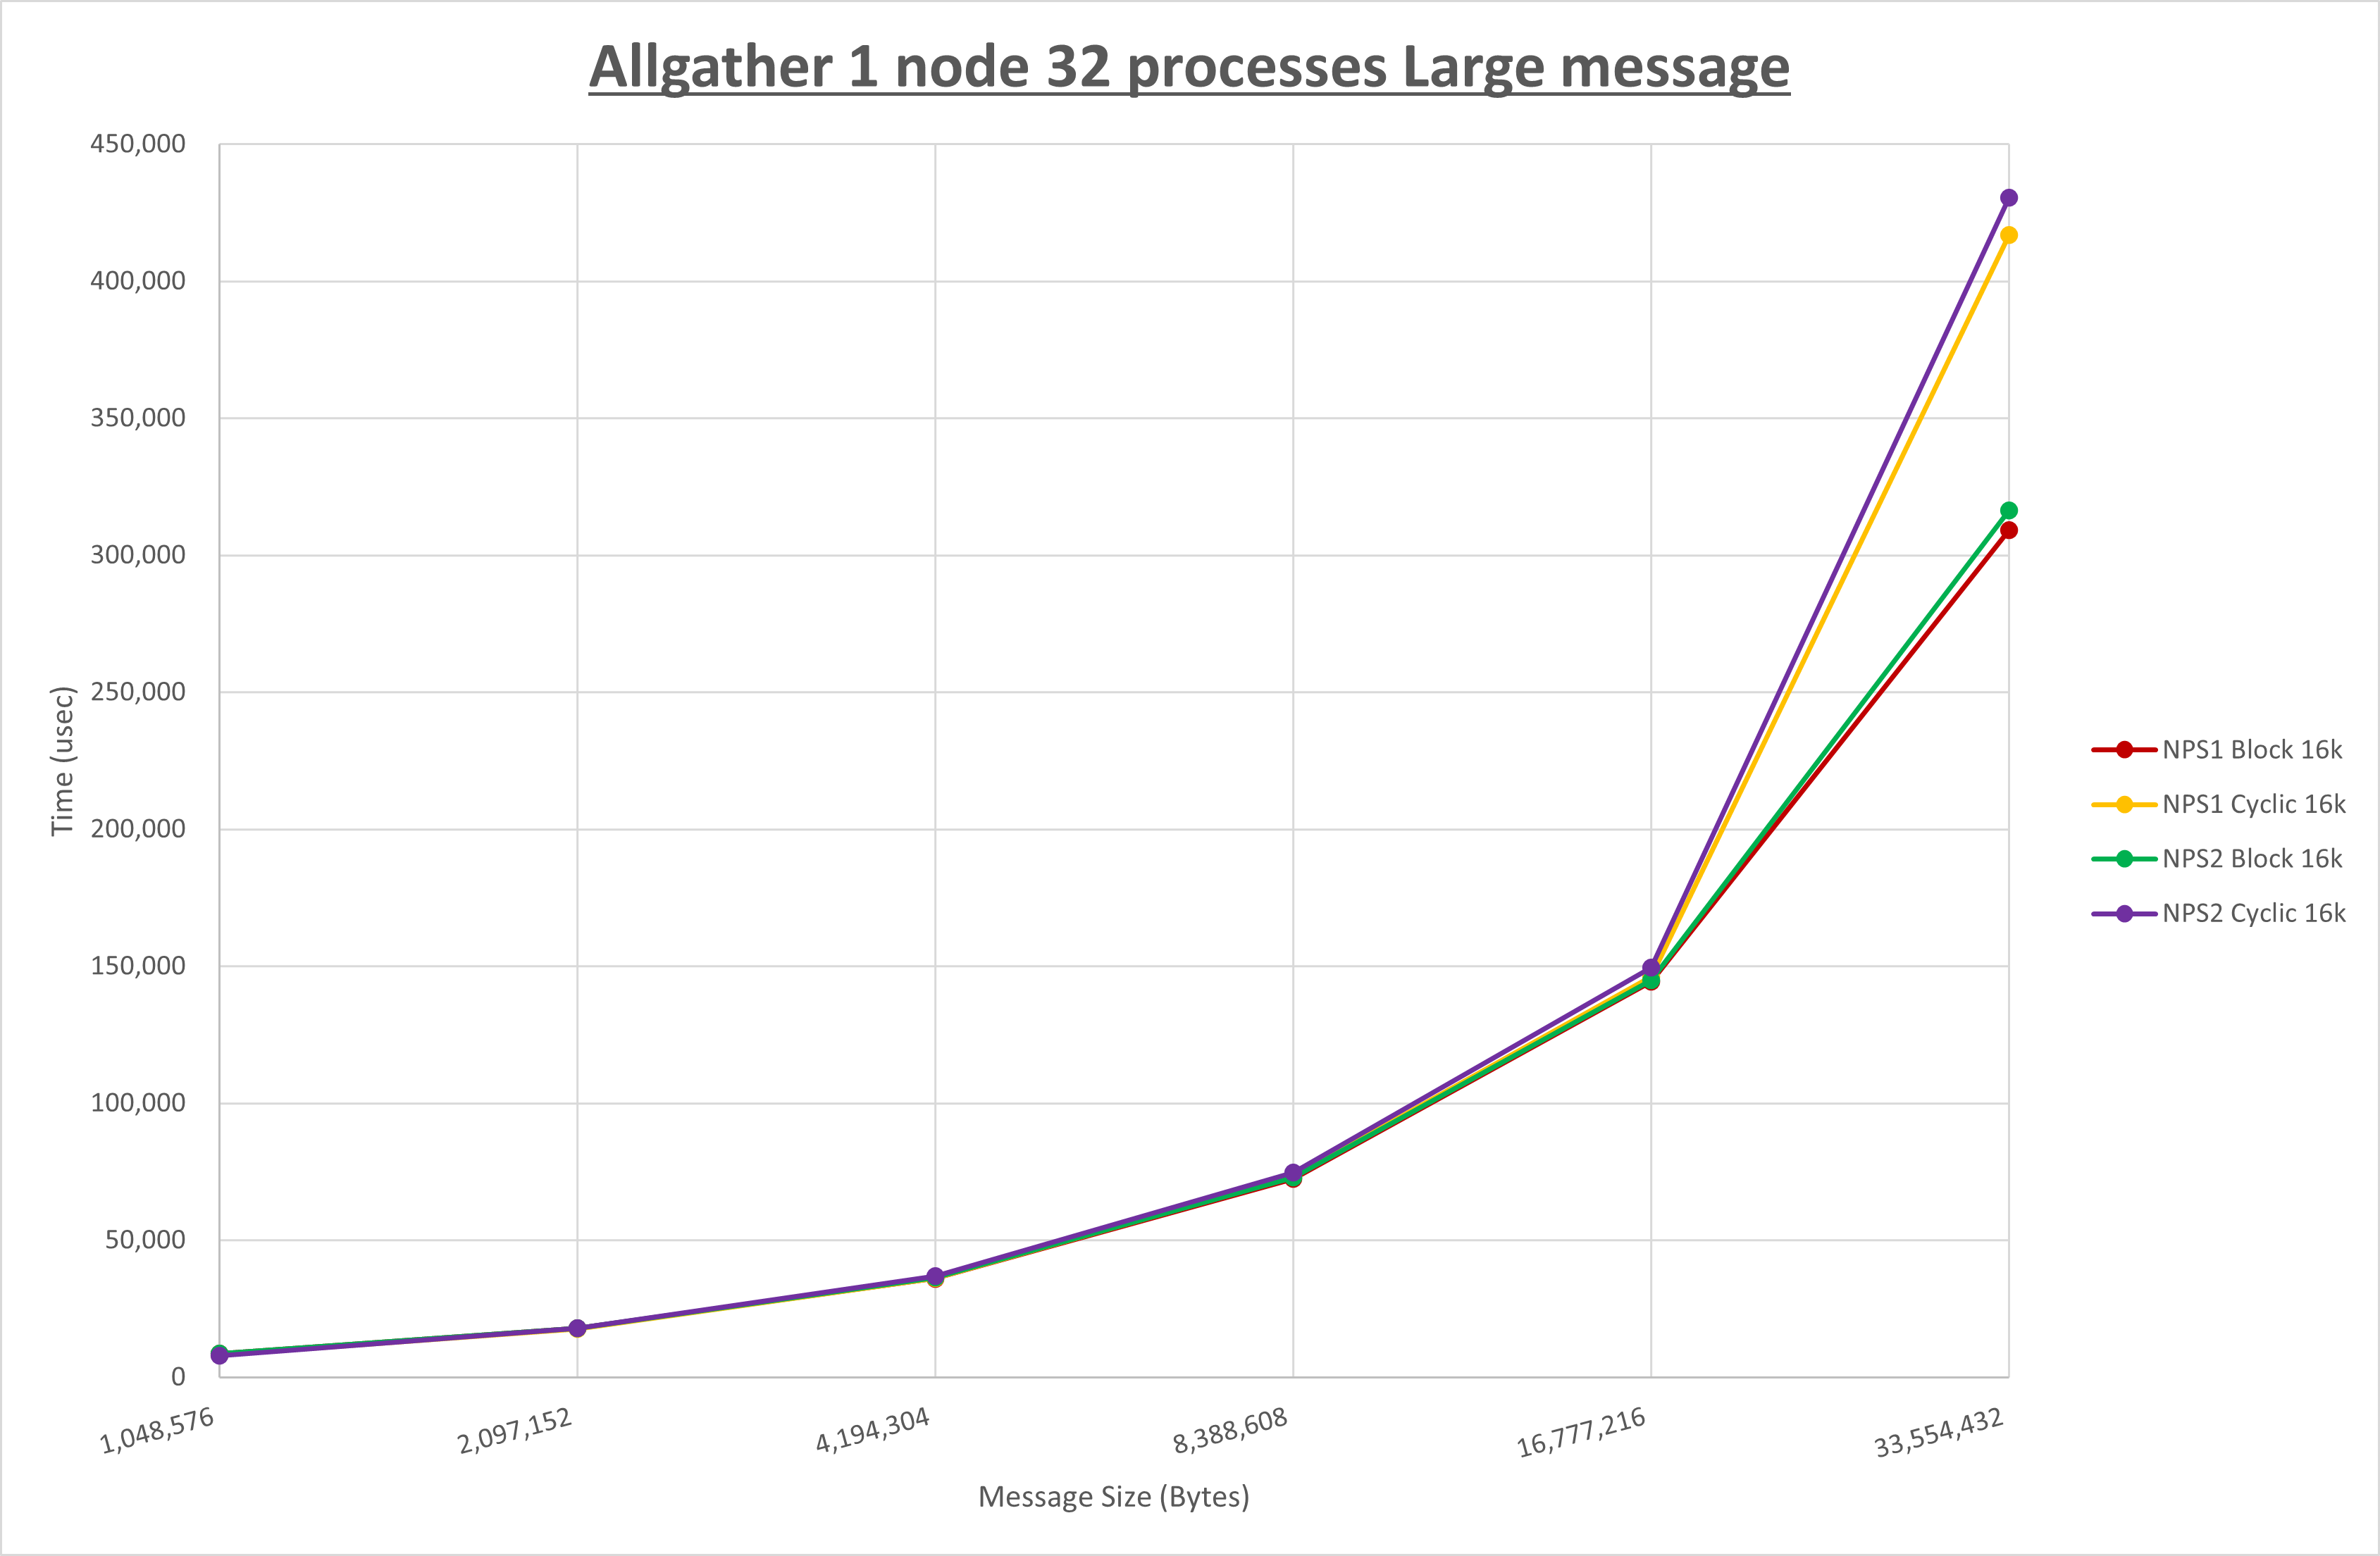 Allgather 1 node 32 processes Large message
450,000
400,000
350,000
300,000
250,000
200,000
150,000
100,000
50,000
0
Time (usec)
1,048,576
2,097,152
4,194,304
8,388,608
16,777,216
33,554,432
Message Size (Bytes)
NPS1 Block 16k
NPS1 Cyclic 16k
NPS2 Block 16k
NPS2 Cyclic 16k